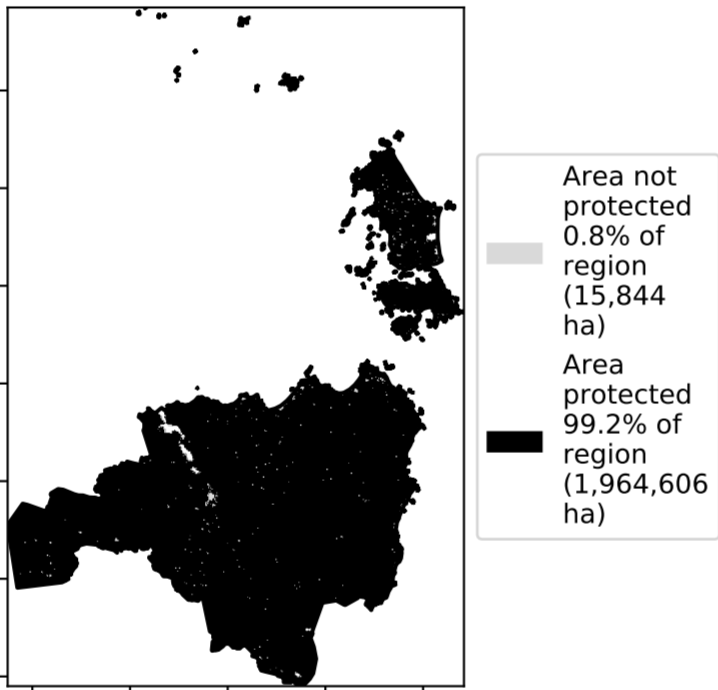 Area not
protected
0.8% of
region
(15,844
ha)
Area
protected
99.2% of
region
(1,964,606
ha)